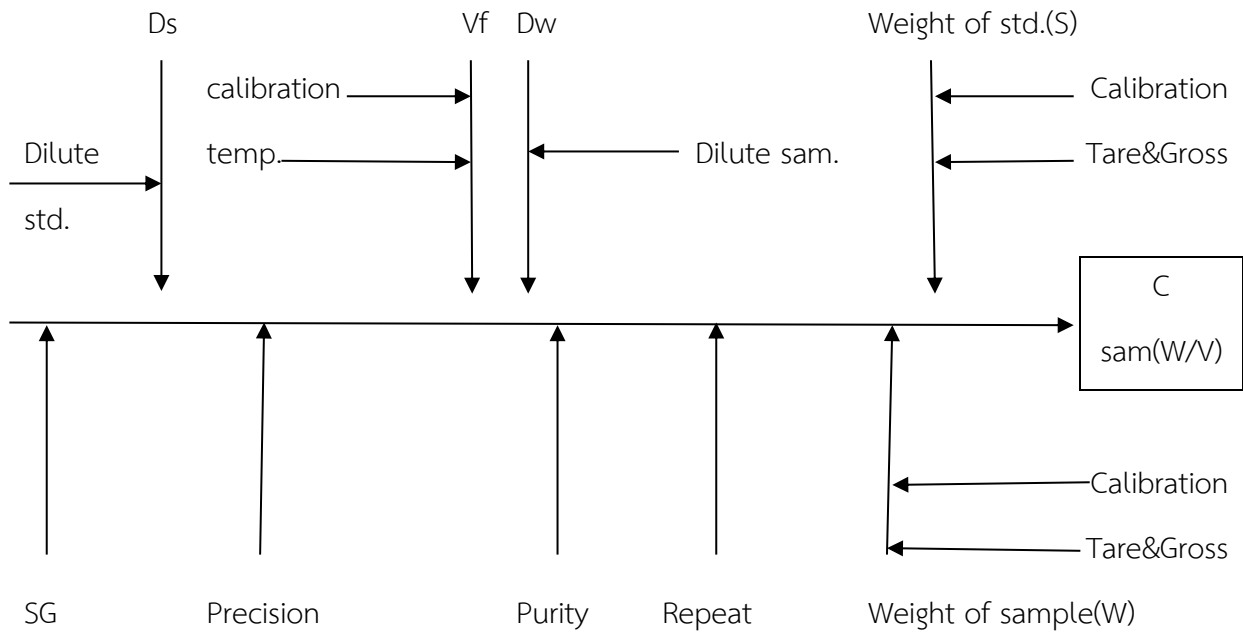 Ds Vf Dw Weight of std.(S)
calibration Calibration
Dilute temp. Dilute sam. Tare&Gross
std.
C
sam(W/V)
Calibration
Tare&Gross
SG Precision Purity Repeat Weight of sample(W)